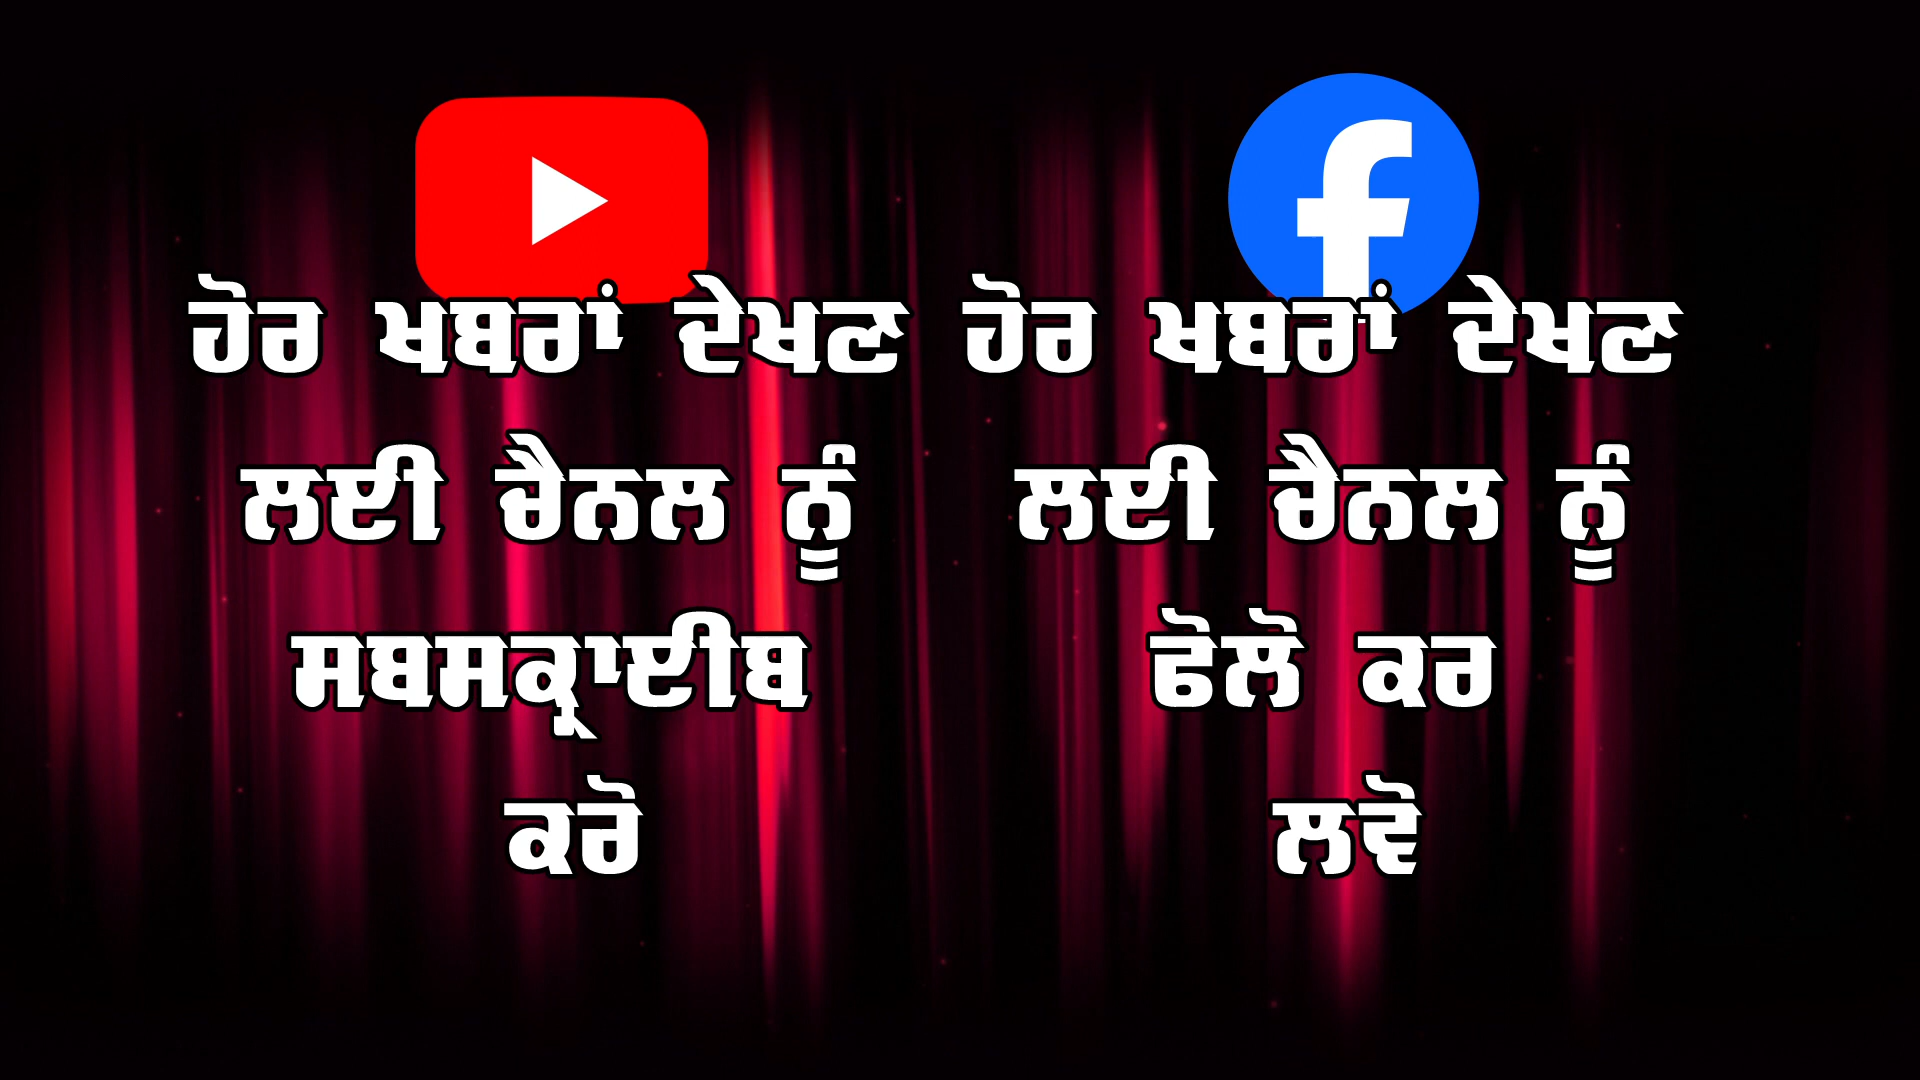 ਹੋਰ ਖਬਰਾਂ ਦੇਖਣ
ਲਈ ਚੈਨਲ ਨੂੰ
ਸਬਸਕ੍ਰਾਈਬ
ਕਰੋ
ਹੋਰ ਖਬਰਾਂ ਦੇਖਣ
ਲਈ ਚੈਨਲ ਨੂੰ
ਫੋਲੋ ਕਰ
ਲਵੋ